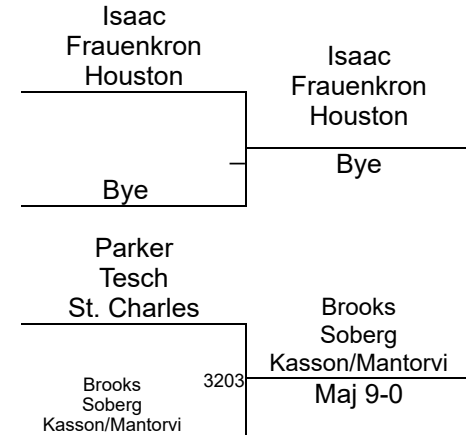 Isaac
Frauenkron
Houston
Isaac
Frauenkron
Houston
Bye
Bye
Parker
Tesch
St. Charles
Brooks
Soberg
Kasson/Mantorvi
3203
Maj 9-0
Brooks
Soberg
Kasson/Mantorvi